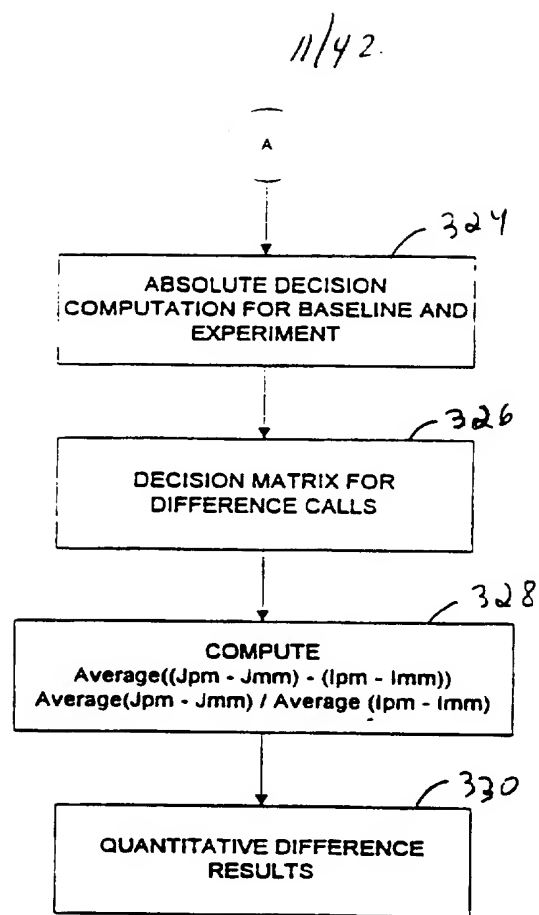 11/42.
A
324
ABSOLUTE DECISION
COMPUTATION FOR BASELINE AND
EXPERIMENT
326
DECISION MATRIX FOR
DIFFERENCE CALLS
328
COMPUTE
Average((Jpm - Jmm) - (Ipm - Imm))
Average(Jpm - Jmm) / Average (Ipm - Imm)
330
QUANTITATIVE DIFFERENCE
RESULTS